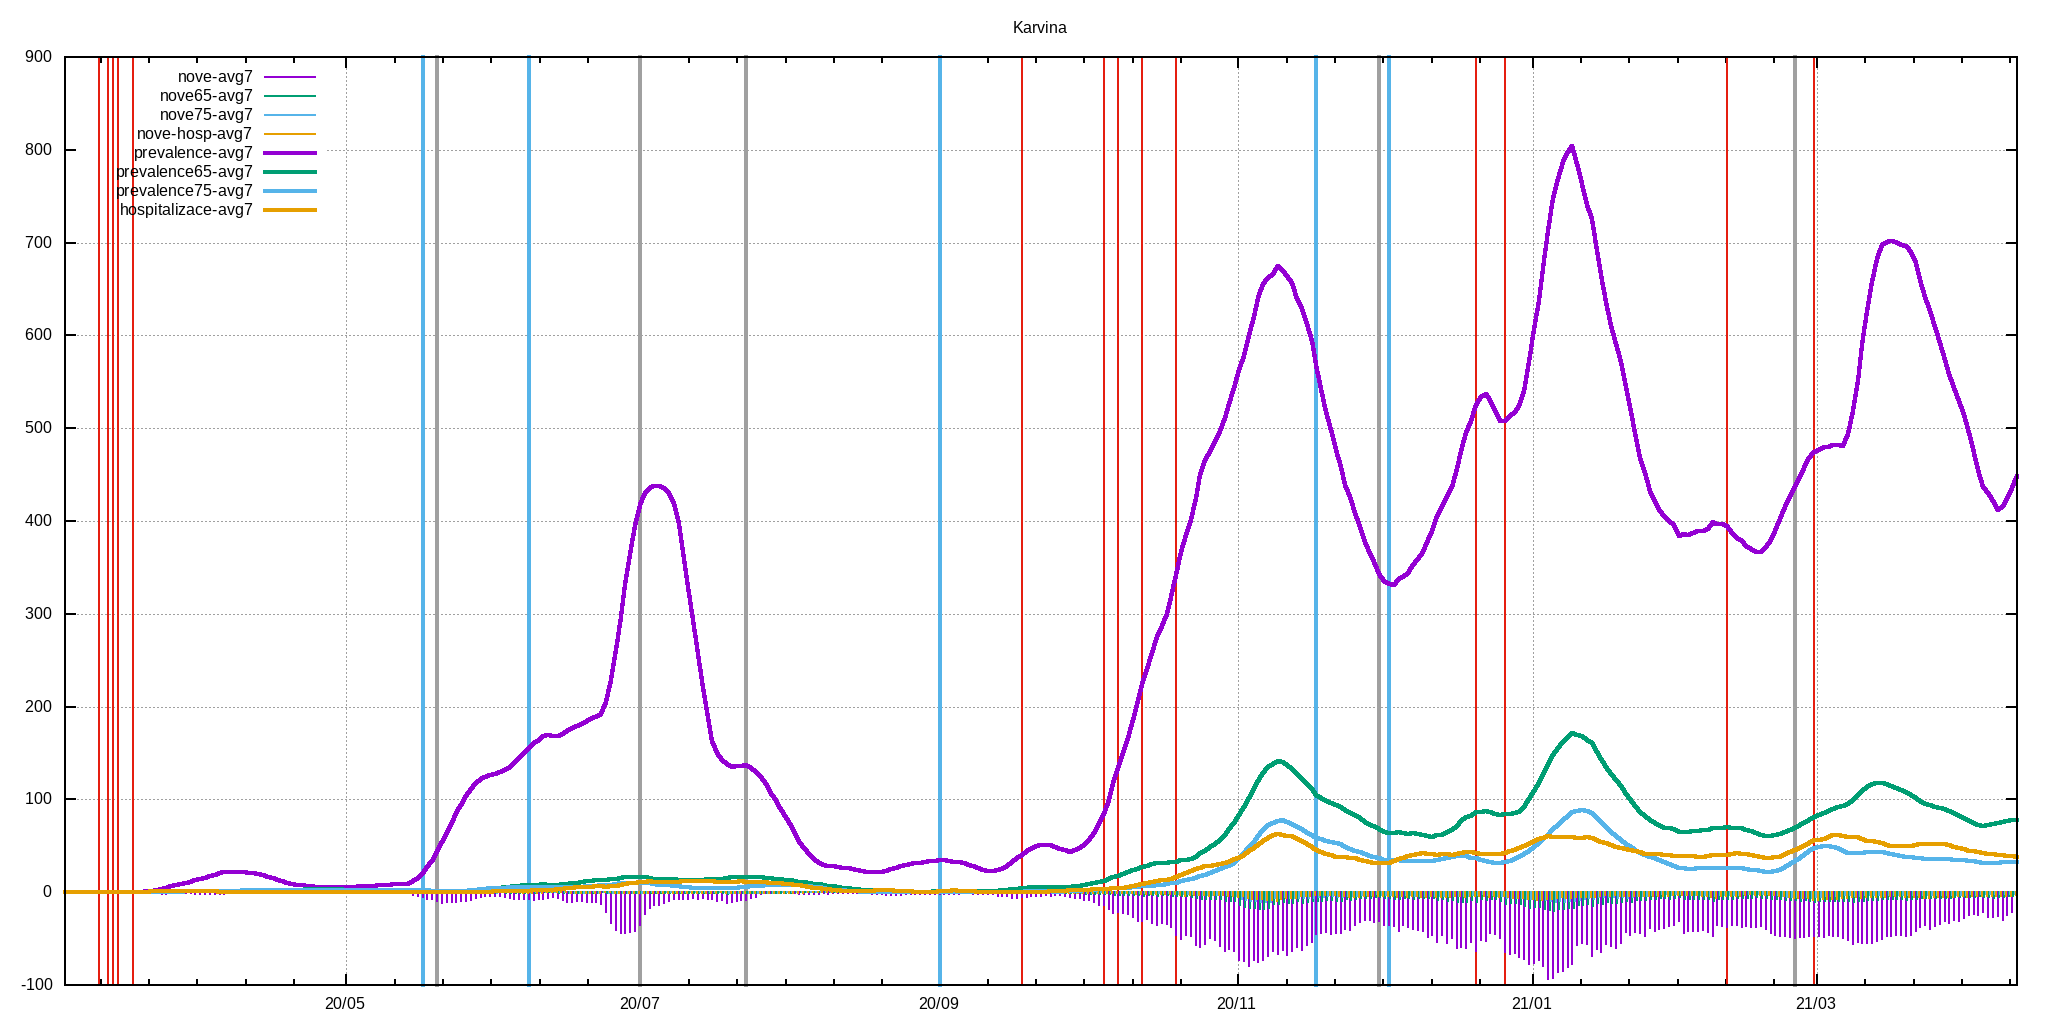 Karvina
900
800
700
600
500
400
300
200
100
0
-100
nove-avg7
nove65-avg7
nove75-avg7
nove-hosp-avg7
prevalence-avg7
prevalence65-avg7
prevalence75-avg7
hospitalizace-avg7
20/05
20/07
20/09
20/11
21/01
21/03